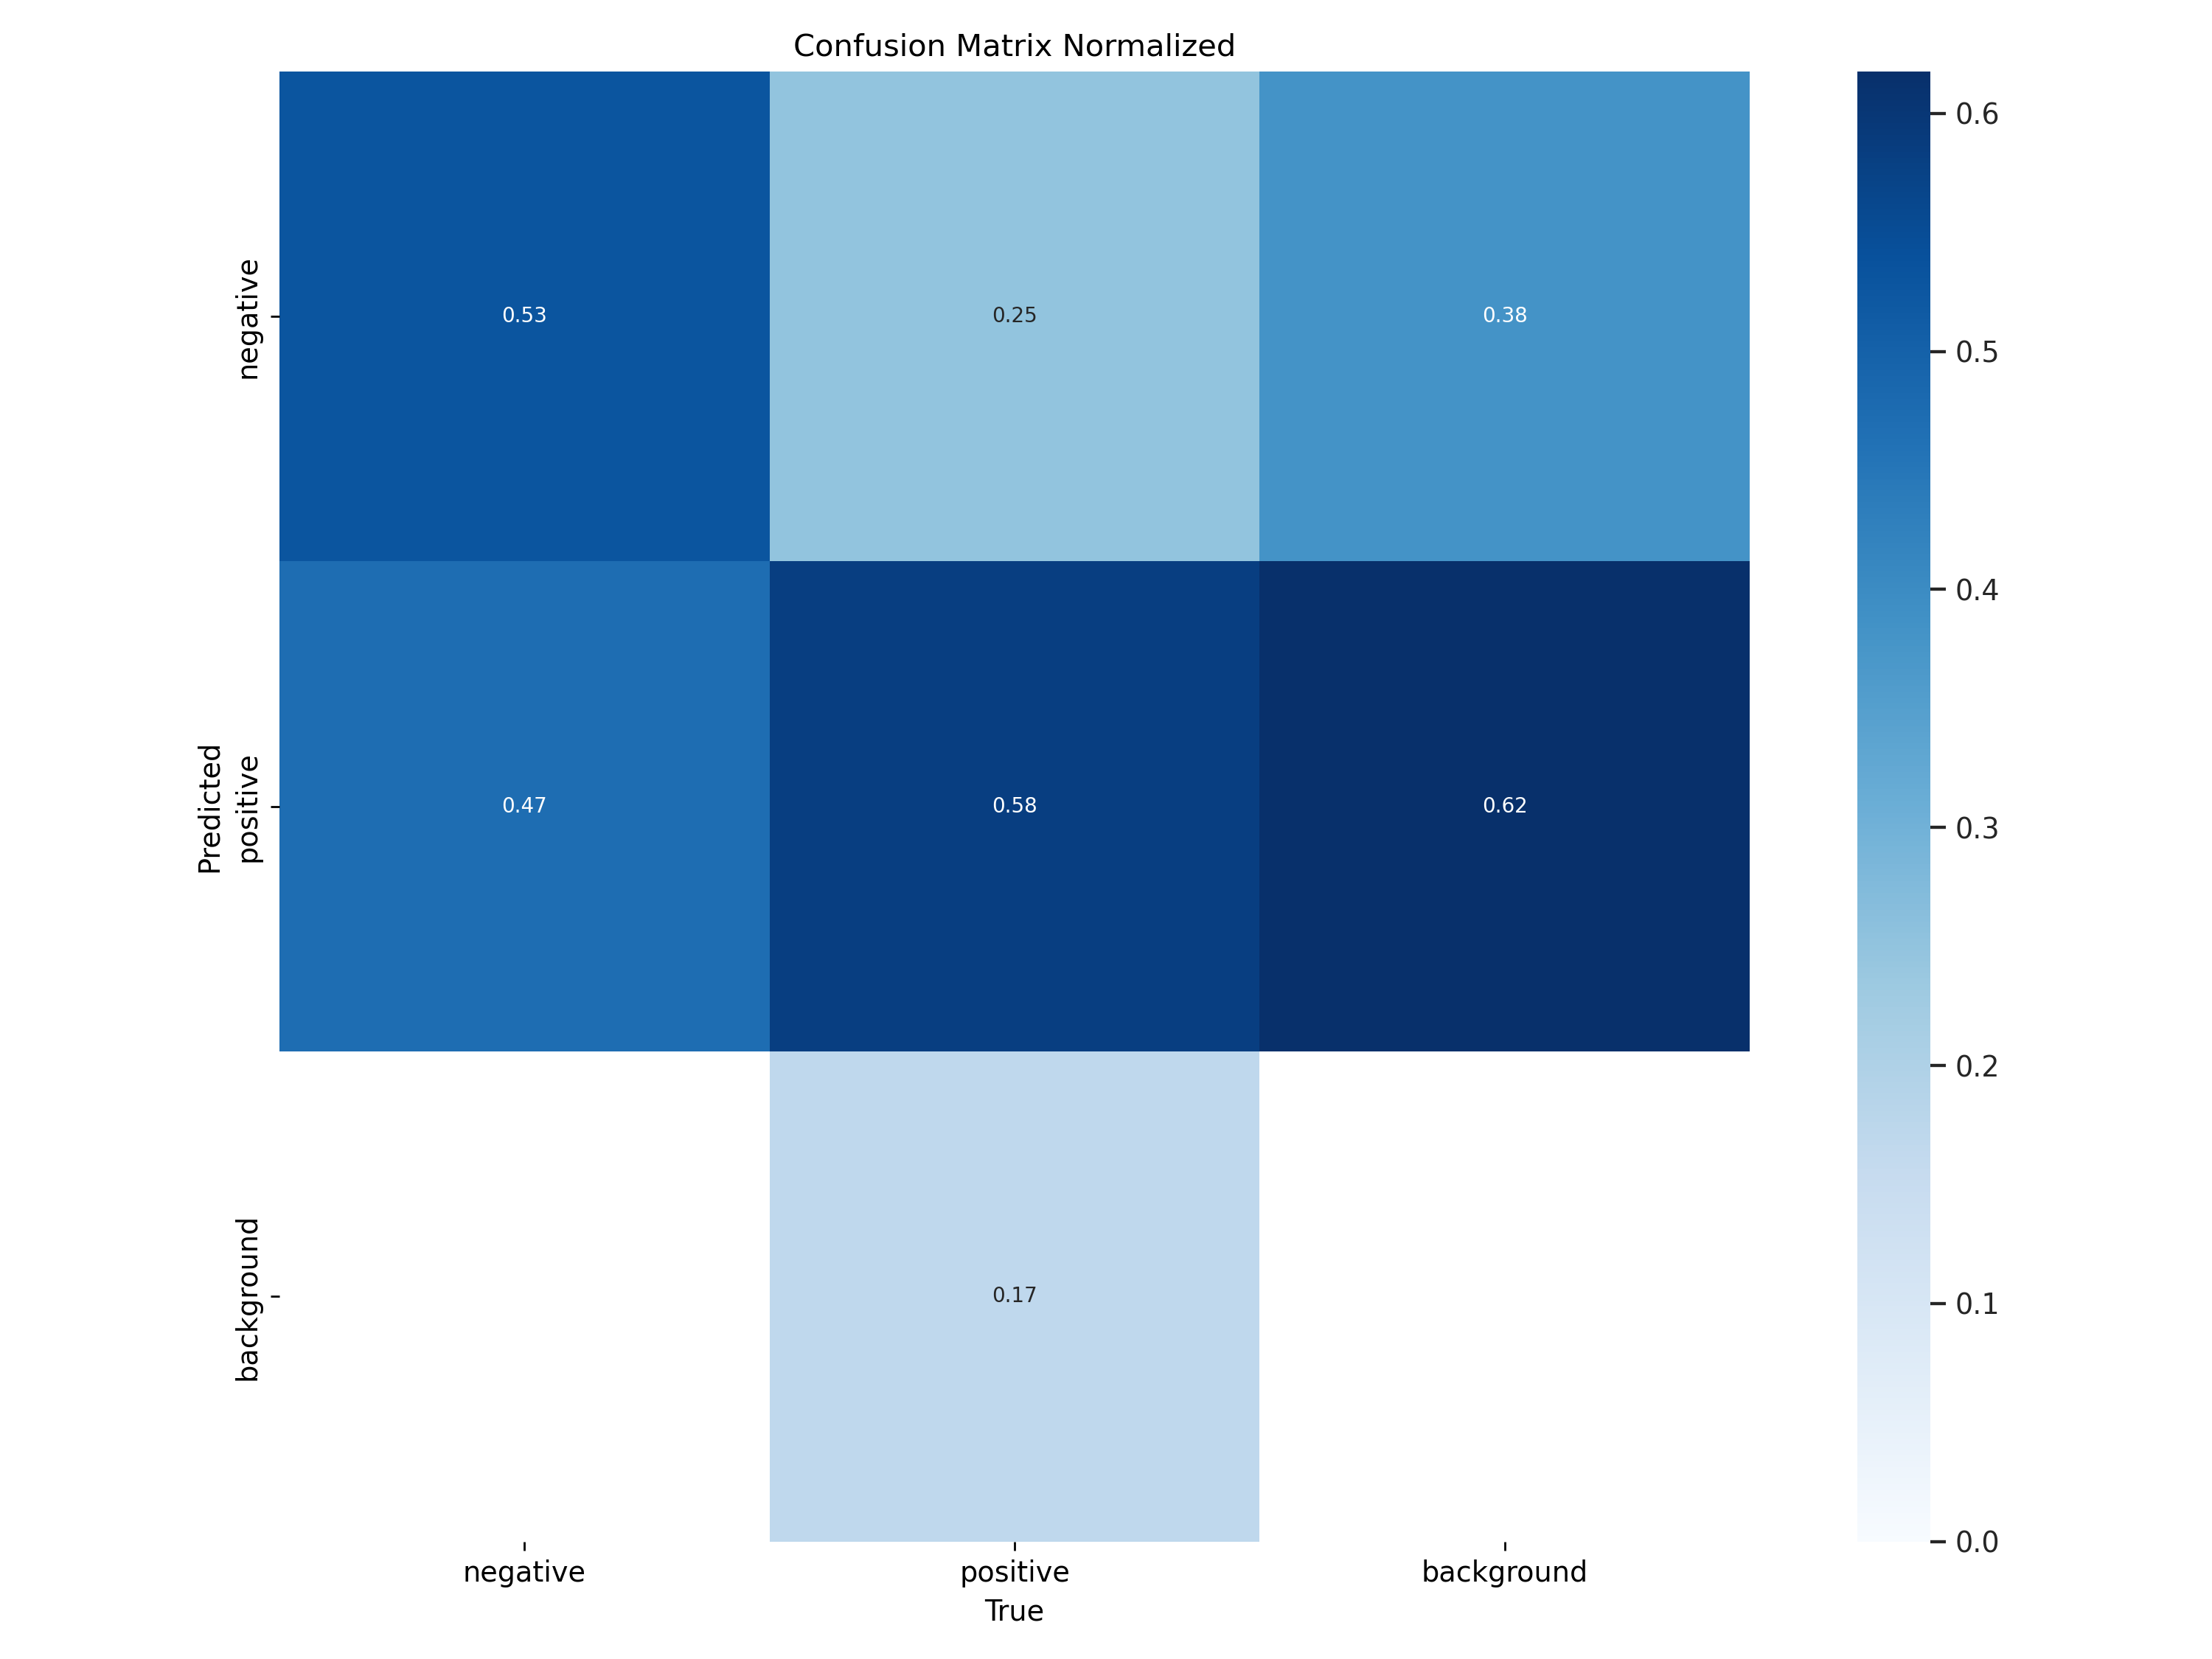 Confusion Matrix Normalized
negative
0.53
0.25
0.38
Predicted
positive
0.47
0.58
0.62
background
0.17
negative
positive
background
True
0.6
0.5
0.4
0.3
0.2
0.1
0.0